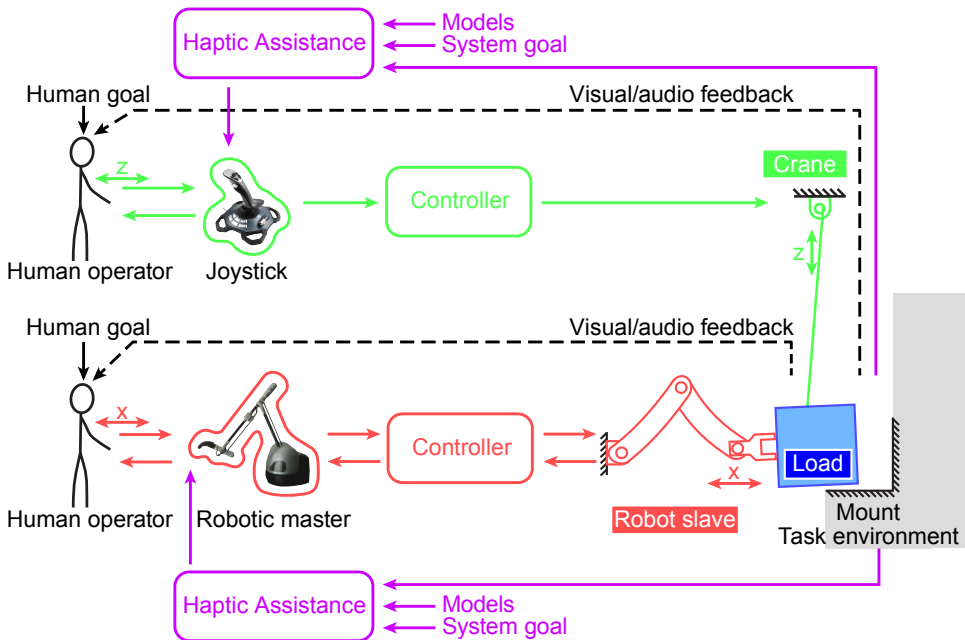 Haptic Assistance
Models
System goal
Human goal
Visual/audio feedback
z
Crane
Controller
z
Human operator
Joystick
Human goal
Visual/audio feedback
x
Controller
Load
x
Human operator
Robotic master
Robot slave
Mount
Task environment
Haptic Assistance
Models
System goal